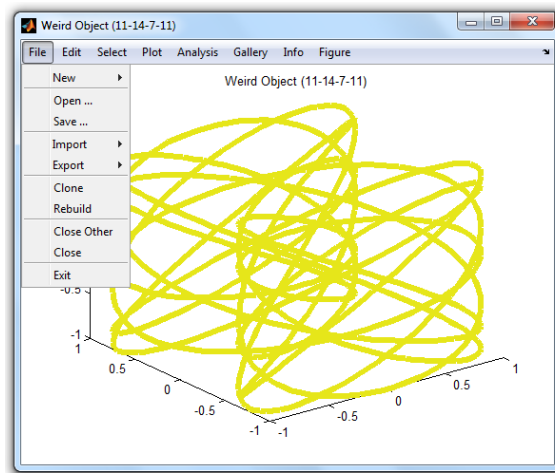 Weird Object (11-14-7-11)
File Edit Select Plot Analysis Gallery Info Figure
Weird Object (11-14-7-11)
New
Open ...
Save ...
Import
Export
Clone
Rebuild
Close Other
Close
Exit
-0.5
-1
1
0.5
0
-0.5
-1
-1
-0.5
0
0.5
1